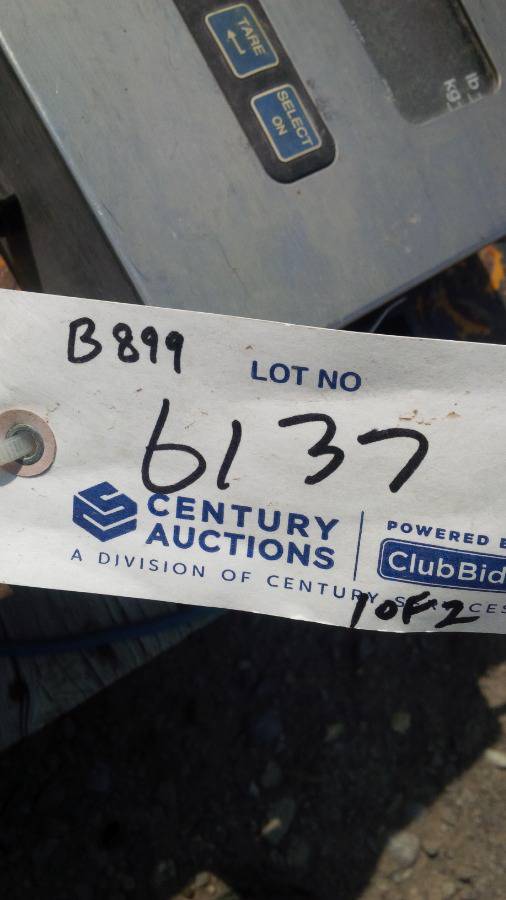 TARE
SELECT
ON
lb
kg
B899
LOT NO
6137
CENTURY
AUCTIONS
A DIVISION OF CENTURY
POWERED
ClubBid
1 OF 2